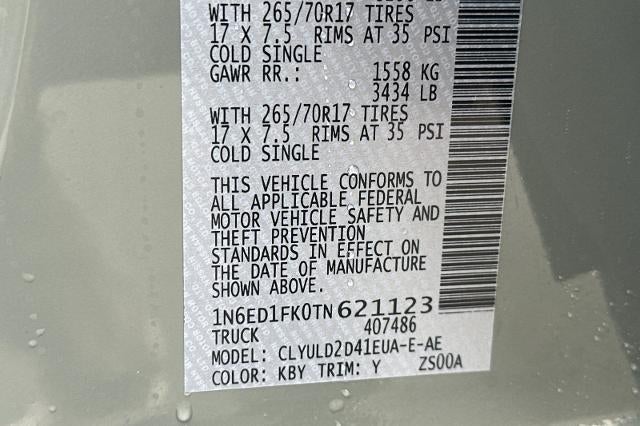 WITH 265/70R17 TIRES
17 X 7.5 RIMS AT 35 PSI
COLD SINGLE
GAWR RR.: 1558 KG
3434 LB
WITH 265/70R17 TIRES
17 X 7.5 RIMS AT 35 PSI
COLD SINGLE
THIS VEHICLE CONFORMS TO
ALL APPLICABLE FEDERAL
MOTOR VEHICLE SAFETY AND
THEFT PREVENTION
STANDARDS IN EFFECT ON
THE DATE OF MANUFACTURE
SHOWN ABOVE.
1N6ED1FK0TN621123
TRUCK 407486
MODEL: CLYULD2D41EUA-E-AE
COLOR: KBY TRIM: Y ZS00A